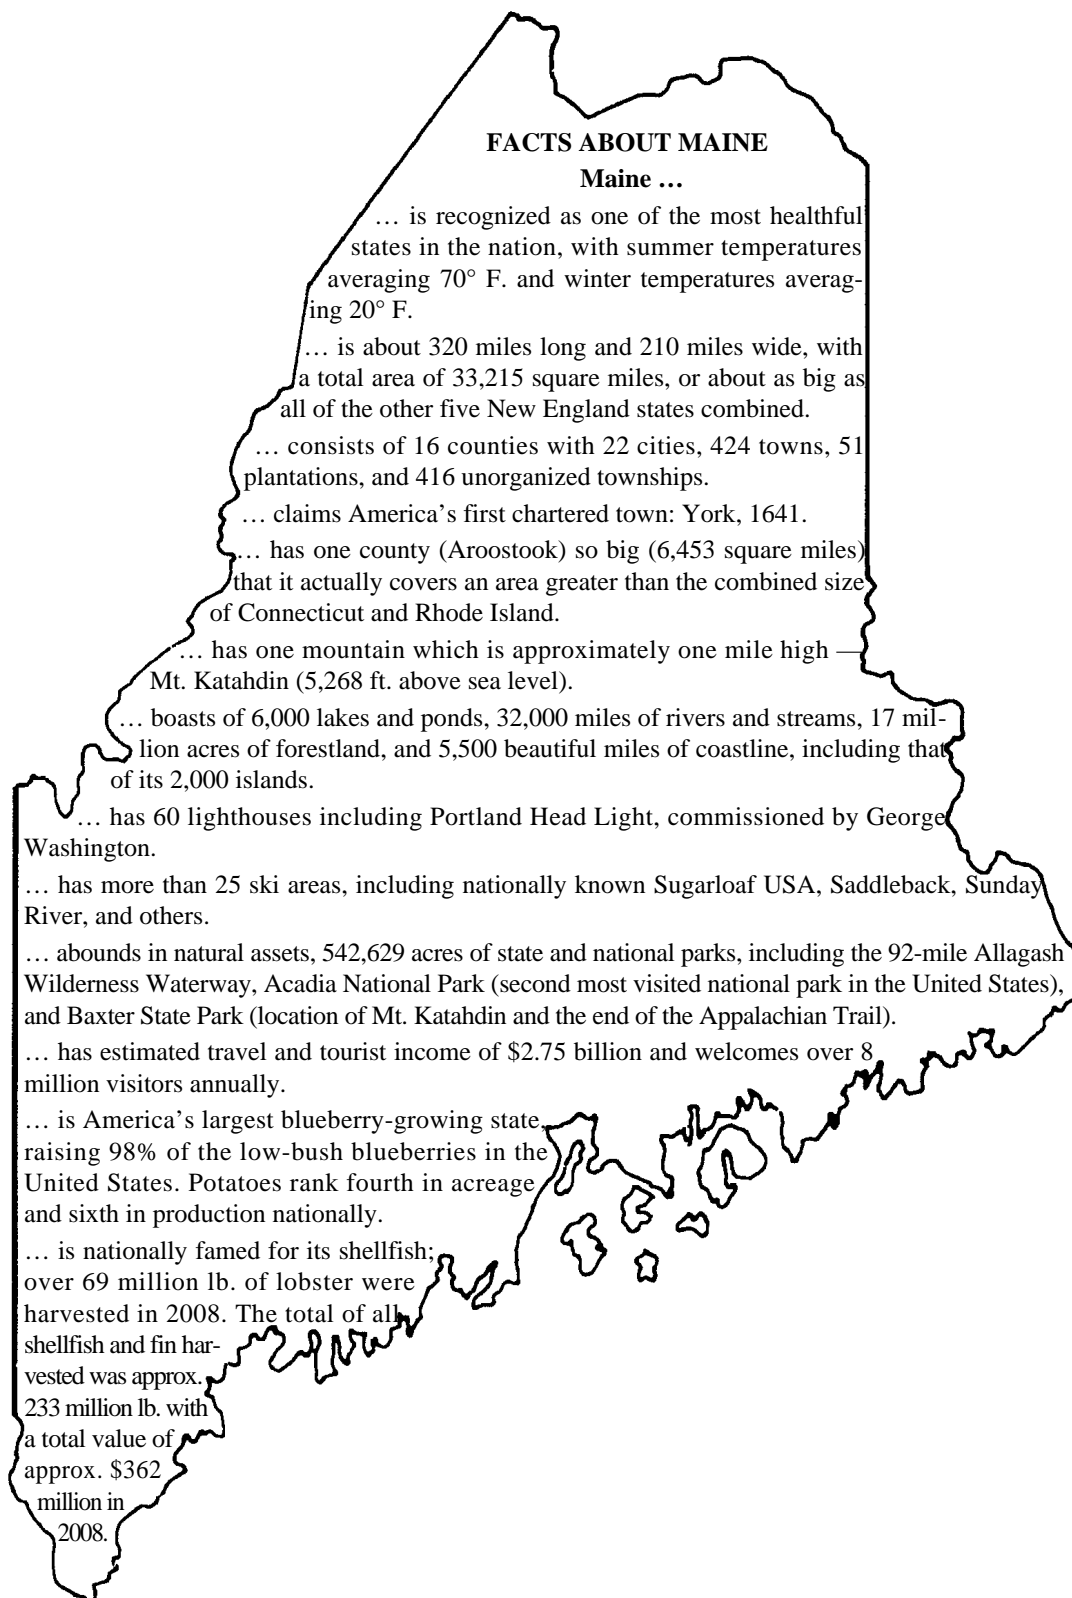 FACTS ABOUT MAINE
Maine …
… is recognized as one of the most healthful
states in the nation, with summer temperatures
averaging 70° F. and winter temperatures averag-
ing 20° F.
… is about 320 miles long and 210 miles wide, with
a total area of 33,215 square miles, or about as big as
all of the other five New England states combined.
… consists of 16 counties with 22 cities, 424 towns, 51
plantations, and 416 unorganized townships.
… claims America’s first chartered town: York, 1641.
… has one county (Aroostook) so big (6,453 square miles)
that it actually covers an area greater than the combined size
of Connecticut and Rhode Island.
… has one mountain which is approximately one mile high —
Mt. Katahdin (5,268 ft. above sea level).
… boasts of 6,000 lakes and ponds, 32,000 miles of rivers and streams, 17 mil-
lion acres of forestland, and 5,500 beautiful miles of coastline, including that
of its 2,000 islands.
… has 60 lighthouses including Portland Head Light, commissioned by George
Washington.
… has more than 25 ski areas, including nationally known Sugarloaf USA, Saddleback, Sunday
River, and others.
… abounds in natural assets, 542,629 acres of state and national parks, including the 92-mile Allagash
Wilderness Waterway, Acadia National Park (second most visited national park in the United States),
and Baxter State Park (location of Mt. Katahdin and the end of the Appalachian Trail).
… has estimated travel and tourist income of $2.75 billion and welcomes over 8
million visitors annually.
… is America’s largest blueberry-growing state,
raising 98% of the low-bush blueberries in the
United States. Potatoes rank fourth in acreage
and sixth in production nationally.
… is nationally famed for its shellfish;
over 69 million lb. of lobster were
harvested in 2008. The total of all
shellfish and fin har-
vested was approx.
233 million lb. with
a total value of
approx. $362
million in
2008.